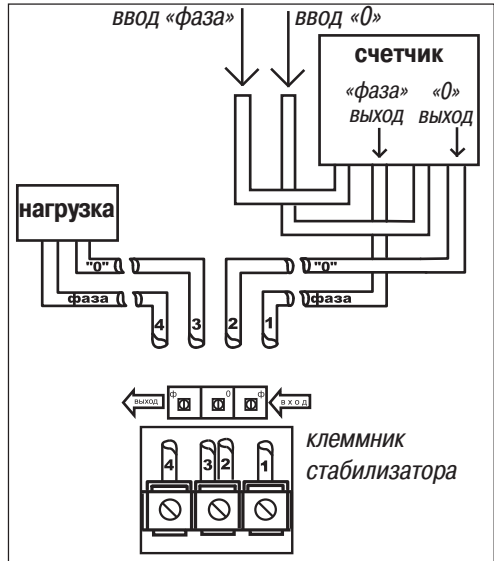 ввод «фаза» ввод «0»
счетчик
«фаза» «0»
выход выход
нагрузка
"0" "0"
фаза фаза
4 3 2 1
ф 0 ф
выход вход
4 3 2 1
клеммник
стабилизатора